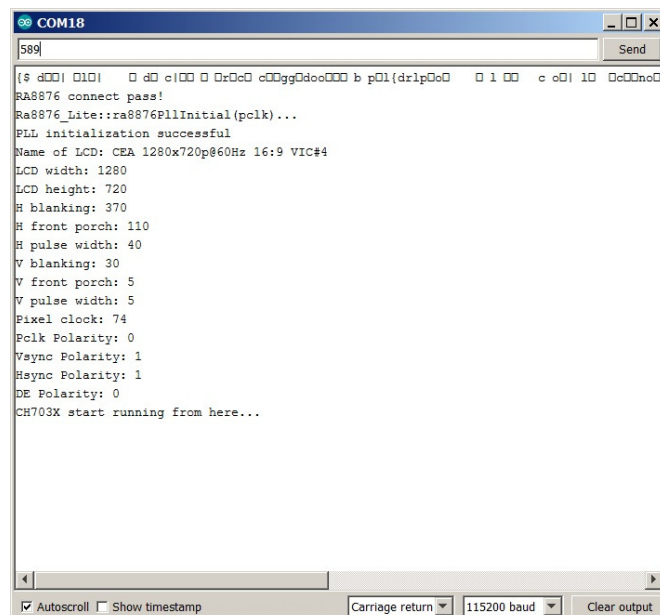 COM18
589
Send
RA8876 connect pass!
Ra8876_Lite::ra8876PllInitial(pclk)...
PLL initialization successful
Name of LCD: CEA 1280x720p@60Hz 16:9 VIC#4
LCD width: 1280
LCD height: 720
H blanking: 370
H front porch: 110
H pulse width: 40
V blanking: 30
V front porch: 5
V pulse width: 5
Pixel clock: 74
Pclk Polarity: 0
Vsync Polarity: 1
Hsync Polarity: 1
DE Polarity: 0
CH703X start running from here...
Autoscroll Show timestamp Carriage return 115200 baud Clear output